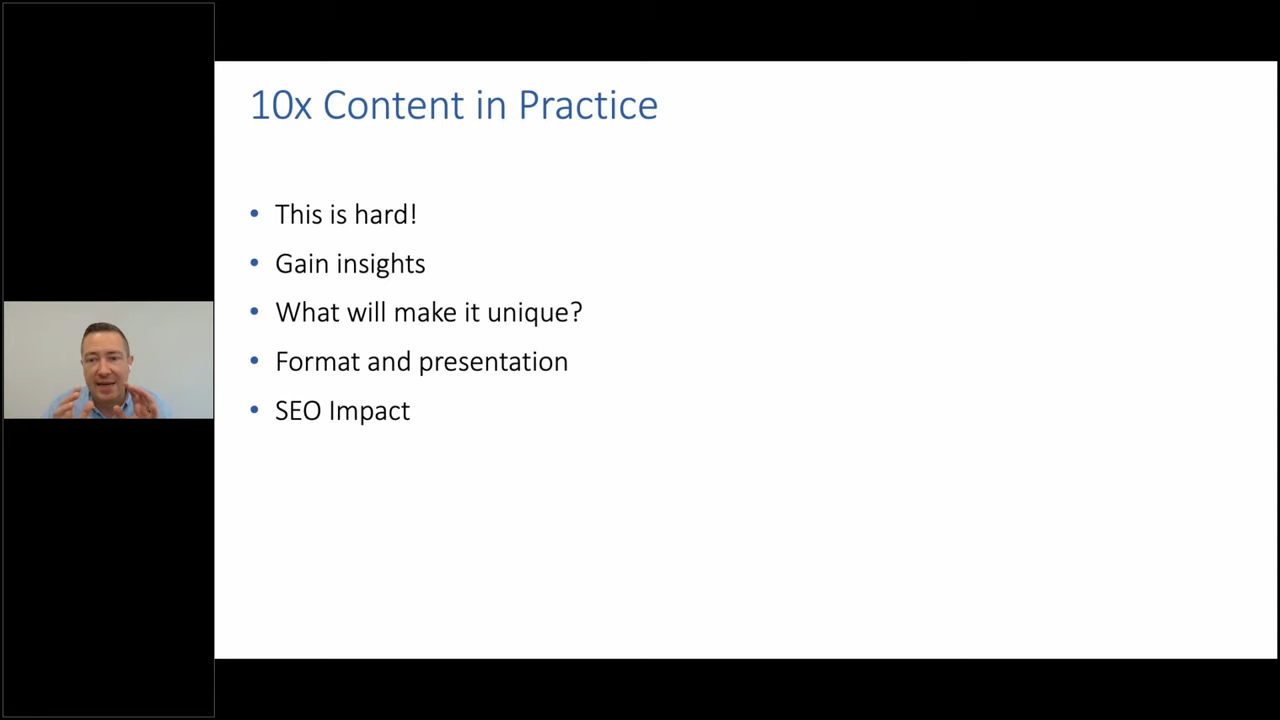 10x Content in Practice
• This is hard!
• Gain insights
• What will make it unique?
• Format and presentation
• SEO Impact